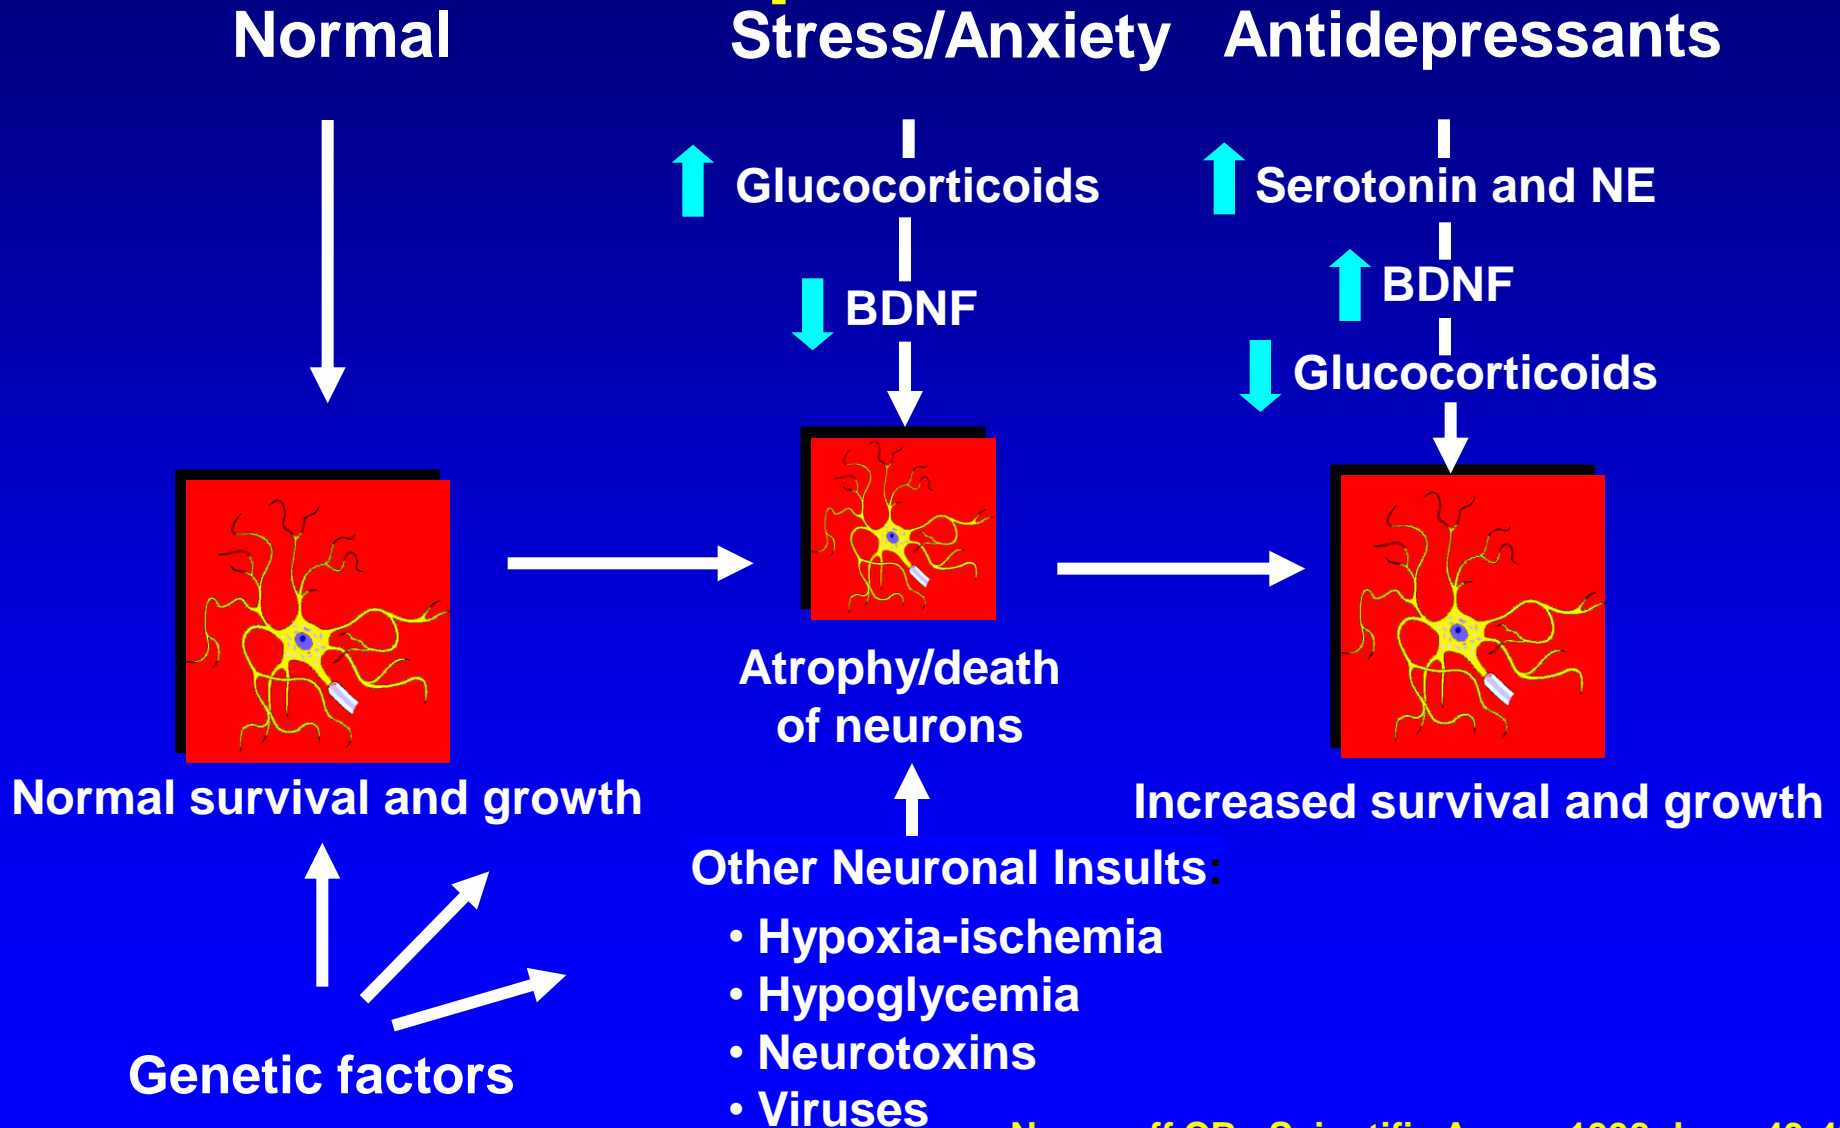 Normal
Stress/Anxiety
Antidepressants
Glucocorticoids
BDNF
Serotonin and NE
BDNF
Glucocorticoids
Normal survival and growth
Atrophy/death
of neurons
Increased survival and growth
Other Neuronal Insults:
• Hypoxia-ischemia
• Hypoglycemia
• Neurotoxins
• Viruses
Genetic factors